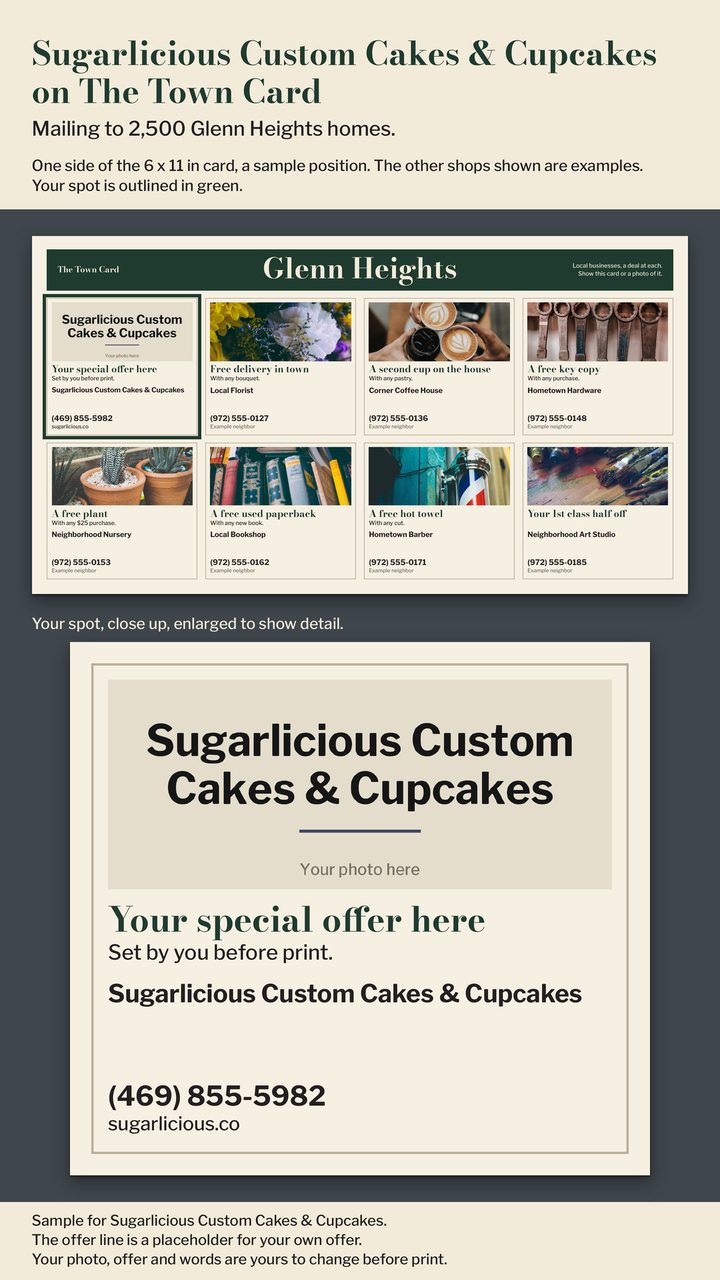 Sugarlicious Custom Cakes & Cupcakes
on The Town Card
Mailing to 2,500 Glenn Heights homes.
One side of the 6 x 11 in card, a sample position. The other shops shown are examples.
Your spot is outlined in green.
The Town Card
Glenn Heights
Local businesses, a deal at each.
Show this card or a photo of it.
Sugarlicious Custom
Cakes & Cupcakes
Your photo here
Your special offer here
Set by you before print.
Sugarlicious Custom Cakes & Cupcakes
(469) 855-5982
sugarlicious.co
Free delivery in town
With any bouquet.
Local Florist
(972) 555-0127
Example neighbor
A second cup on the house
With any pastry.
Corner Coffee House
(972) 555-0136
Example neighbor
A free key copy
With any purchase.
Hometown Hardware
(972) 555-0148
Example neighbor
A free plant
With any $25 purchase.
Neighborhood Nursery
(972) 555-0153
Example neighbor
A free used paperback
With any new book.
Local Bookshop
(972) 555-0162
Example neighbor
A free hot towel
With any cut.
Hometown Barber
(972) 555-0171
Example neighbor
Your 1st class half off
Neighborhood Art Studio
(972) 555-0185
Example neighbor
Your spot, close up, enlarged to show detail.
Sugarlicious Custom
Cakes & Cupcakes
Your photo here
Your special offer here
Set by you before print.
Sugarlicious Custom Cakes & Cupcakes
(469) 855-5982
sugarlicious.co
Sample for Sugarlicious Custom Cakes & Cupcakes.
The offer line is a placeholder for your own offer.
Your photo, offer and words are yours to change before print.